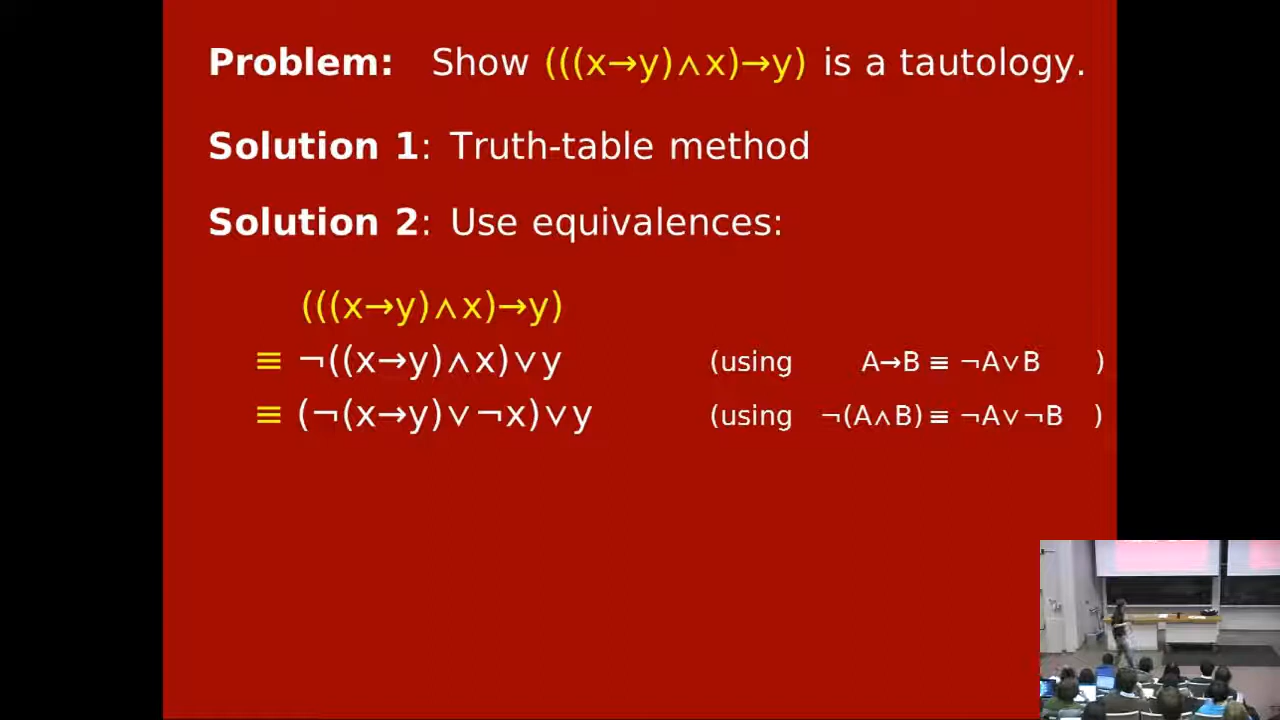 Problem: Show (((x→y)∧x)→y) is a tautology.
Solution 1: Truth-table method
Solution 2: Use equivalences:
(((x→y)∧x)→y)
≡ ¬((x→y)∧x)∨y (using A→B ≡ ¬A∨B )
≡ (¬(x→y)∨¬x)∨y (using ¬(A∧B) ≡ ¬A∨¬B )